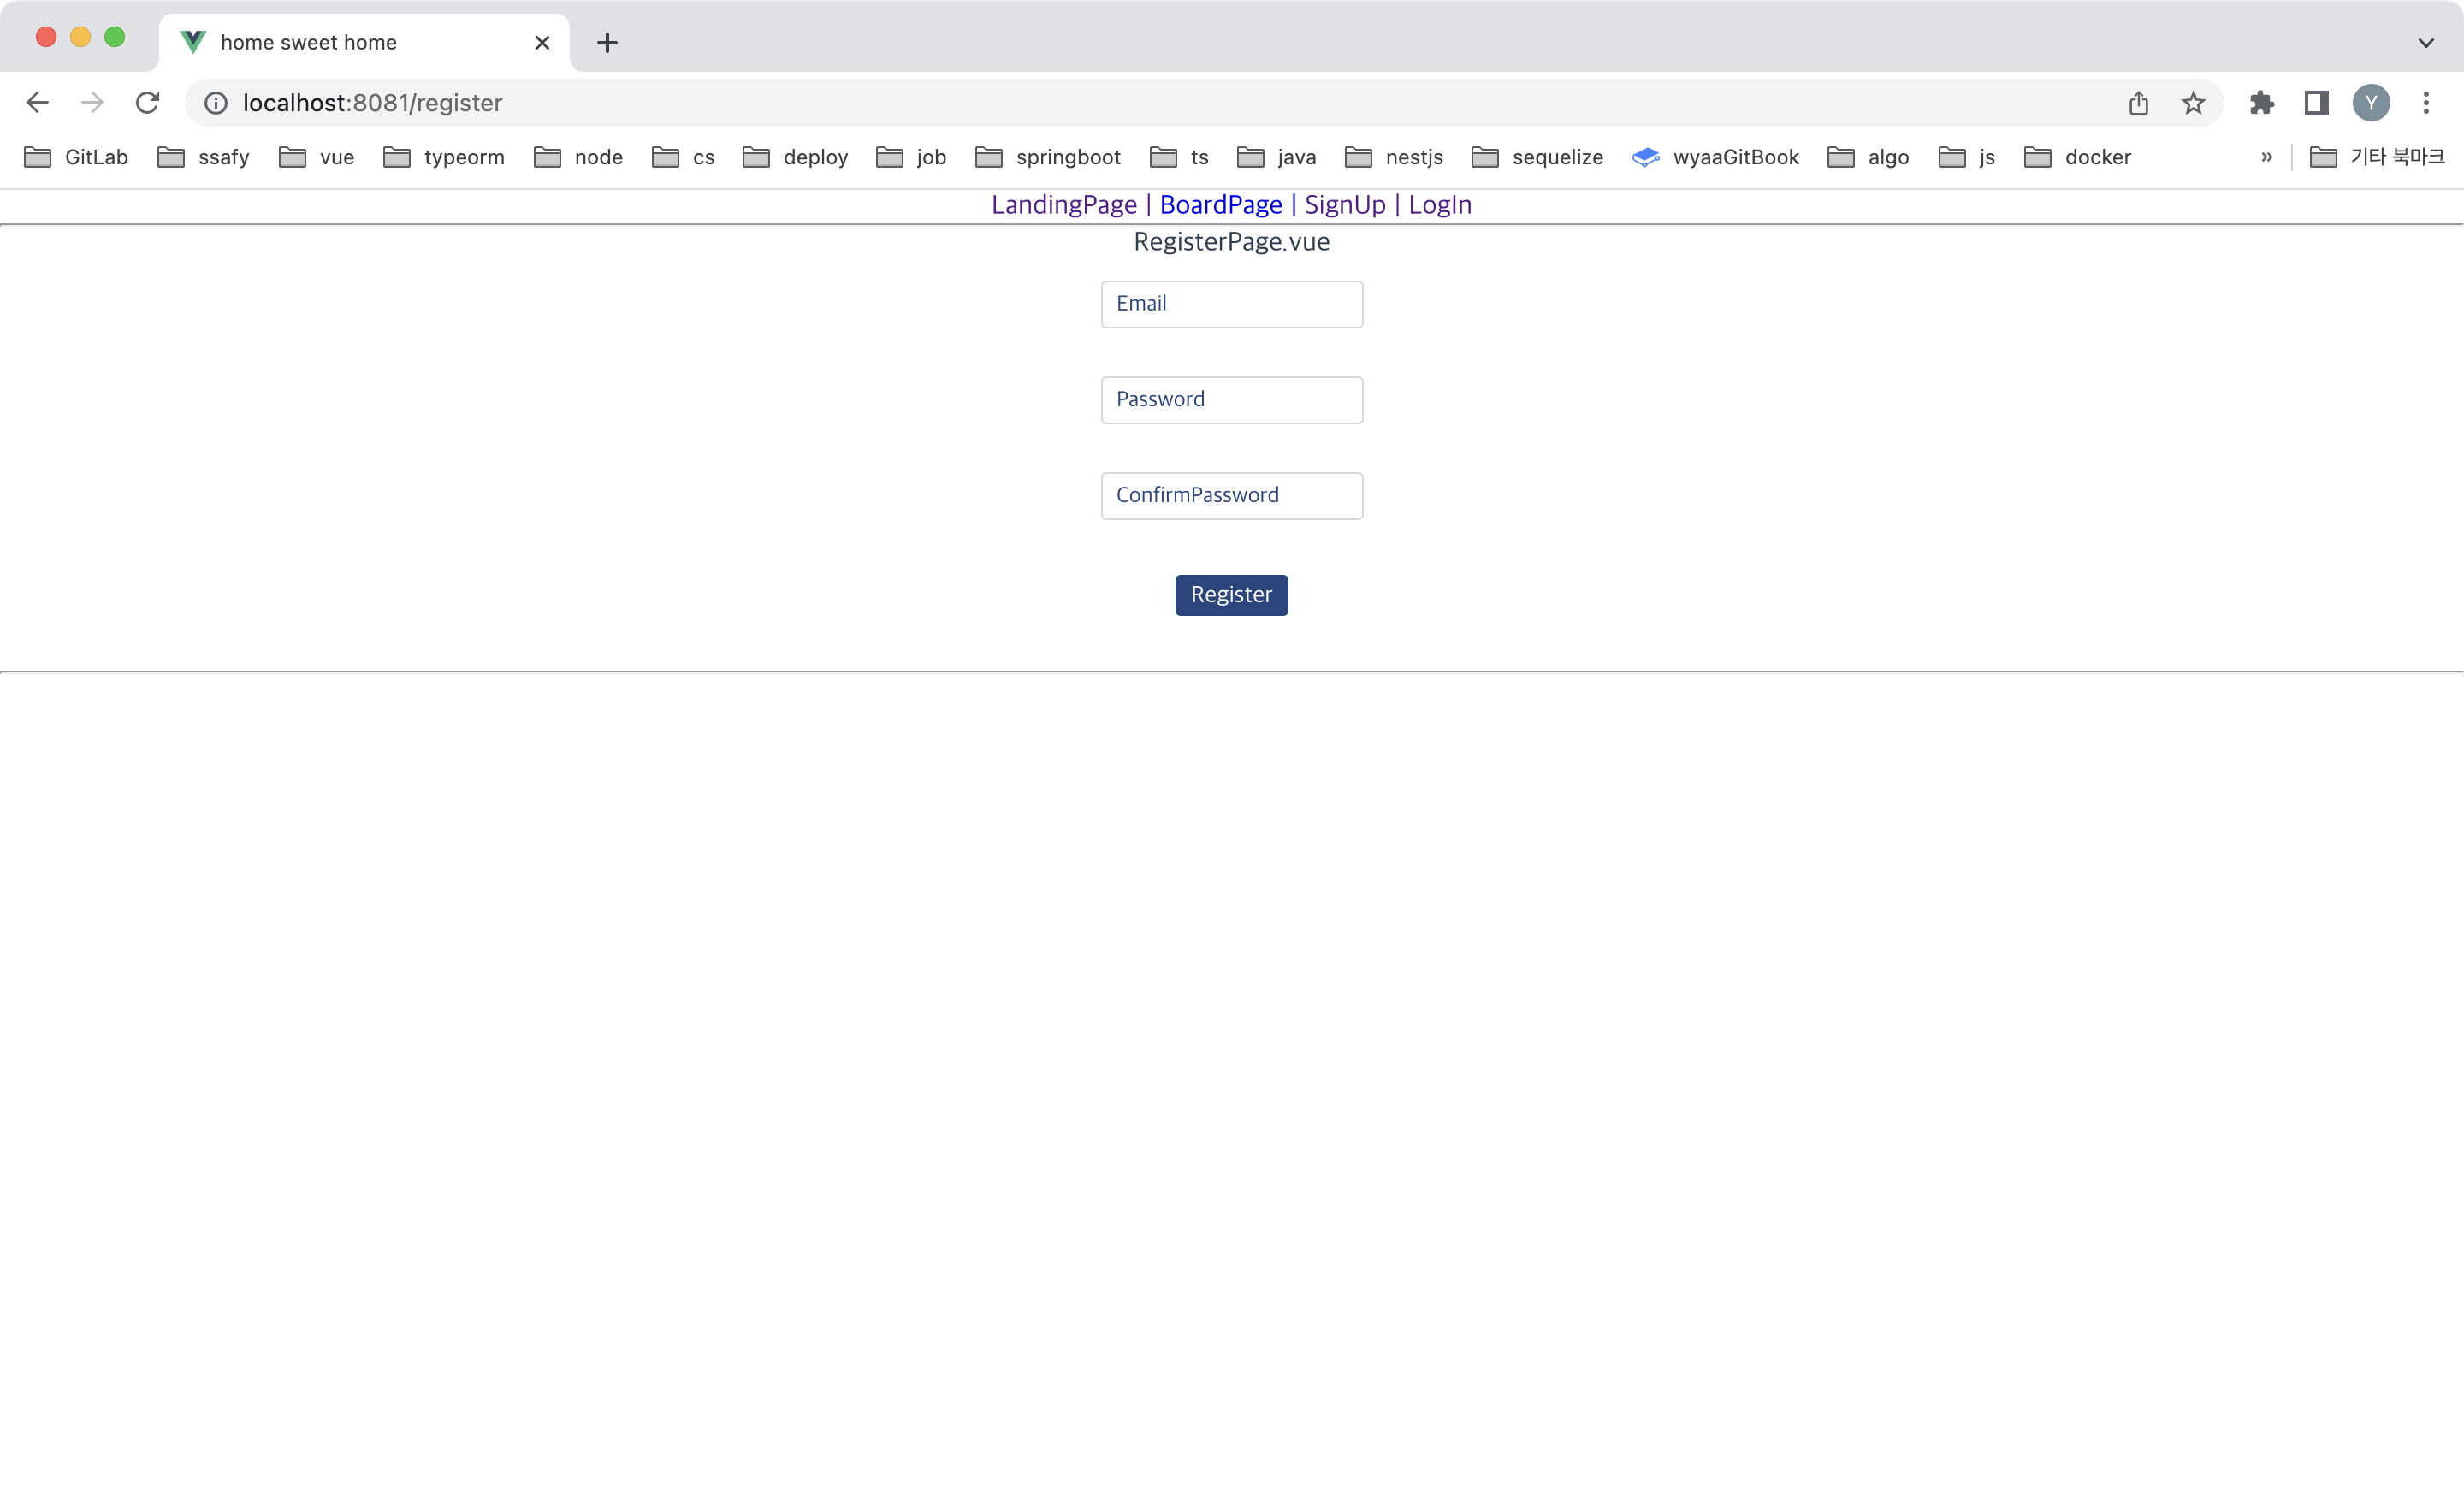 home sweet home
localhost:8081/register
Y
GitLab ssafy vue typeorm node cs deploy job springboot ts java nestjs sequelize wyaaGitBook algo js docker » 기타 북마크
LandingPage | BoardPage | SignUp | LogIn
RegisterPage.vue
Email
Password
ConfirmPassword
Register